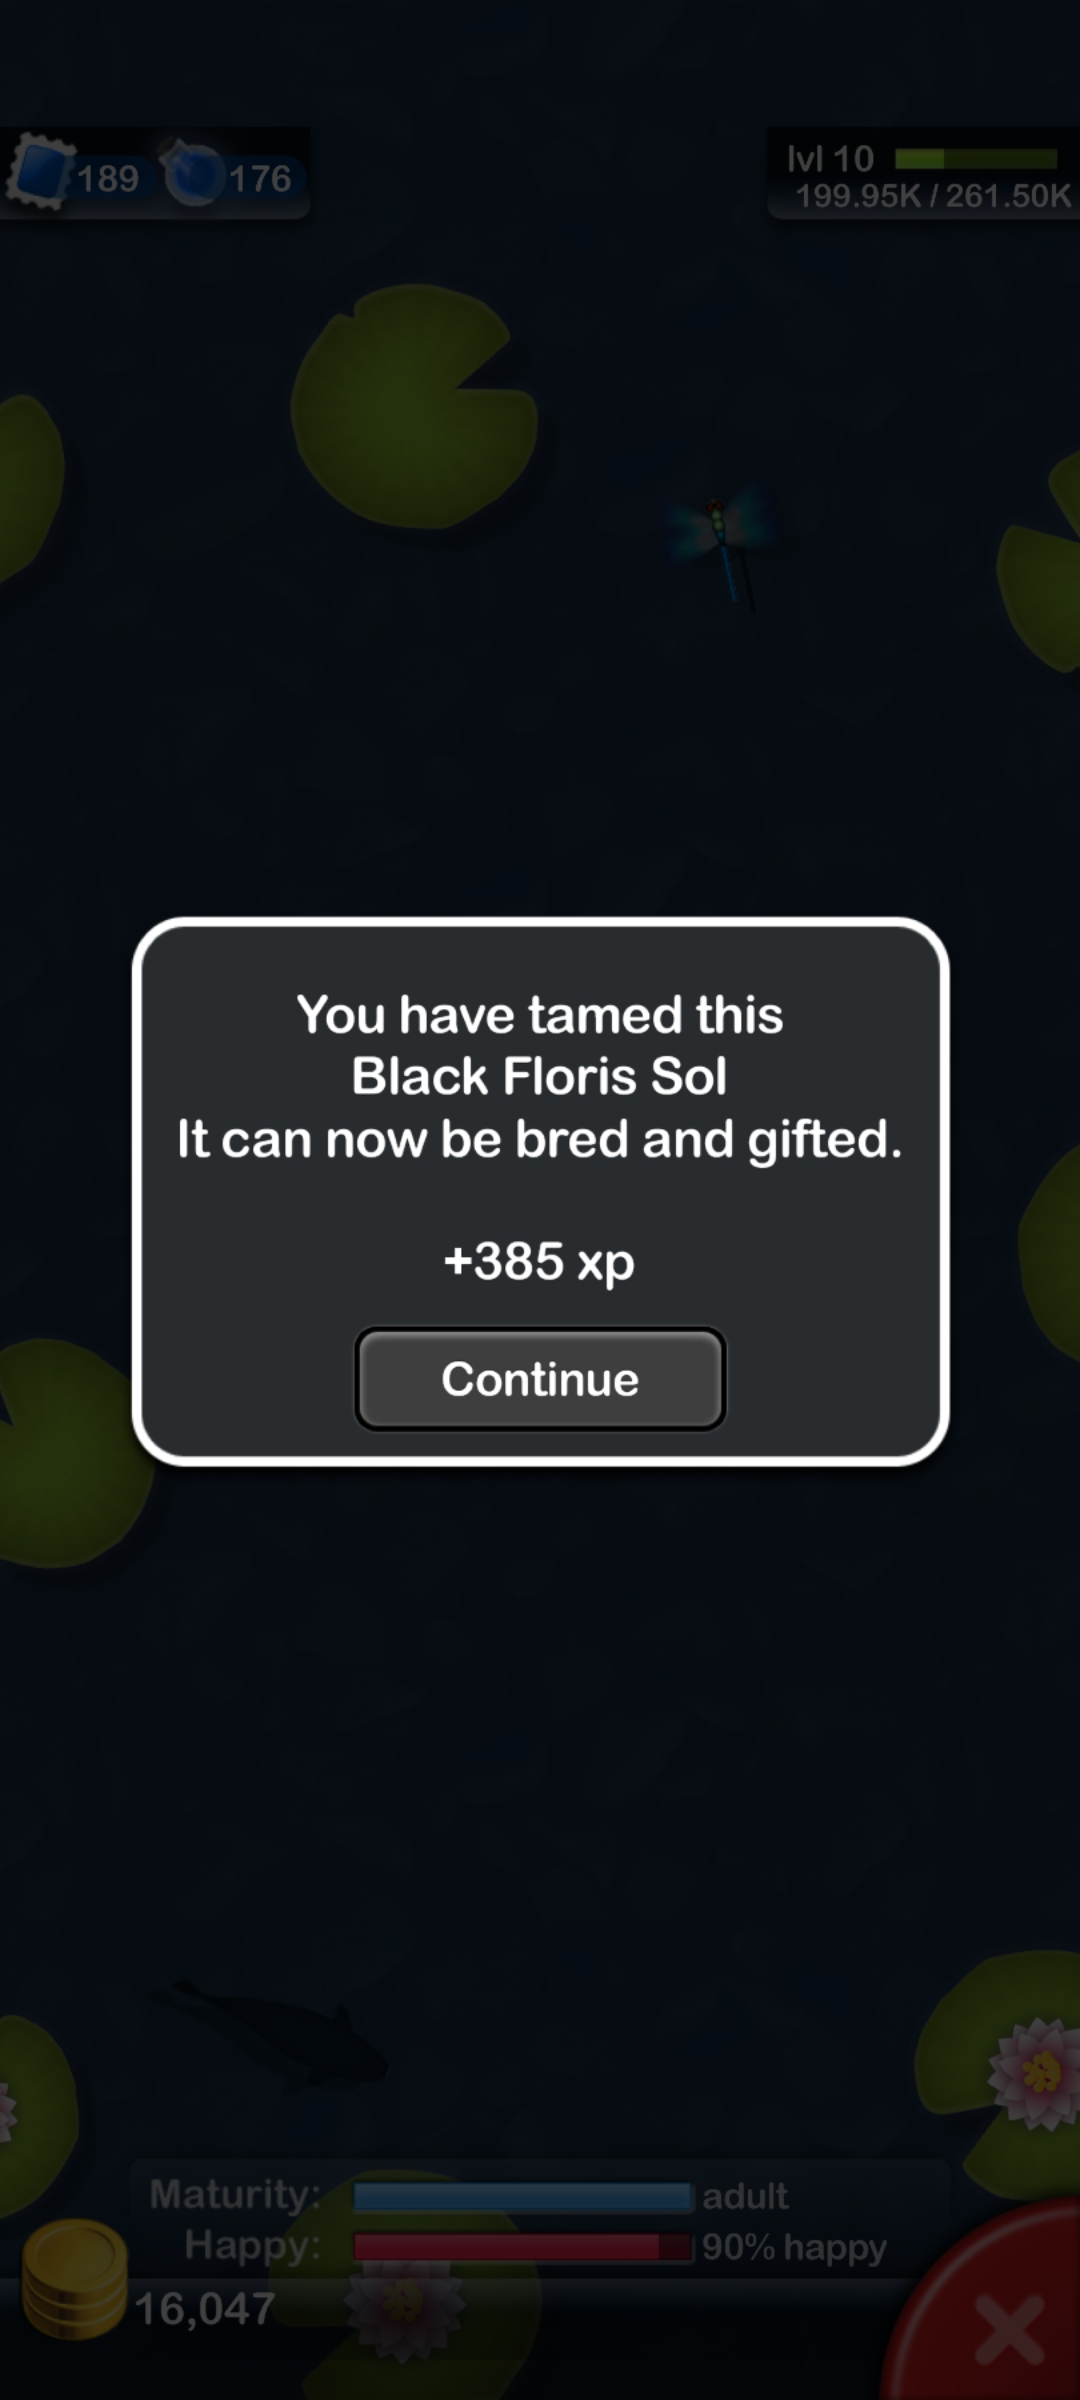 189 176
lvl 10
199.95K / 261.50K
You have tamed this
Black Floris Sol
It can now be bred and gifted.
+385 xp
Continue
Maturity: adult
Happy: 90% happy
16,047